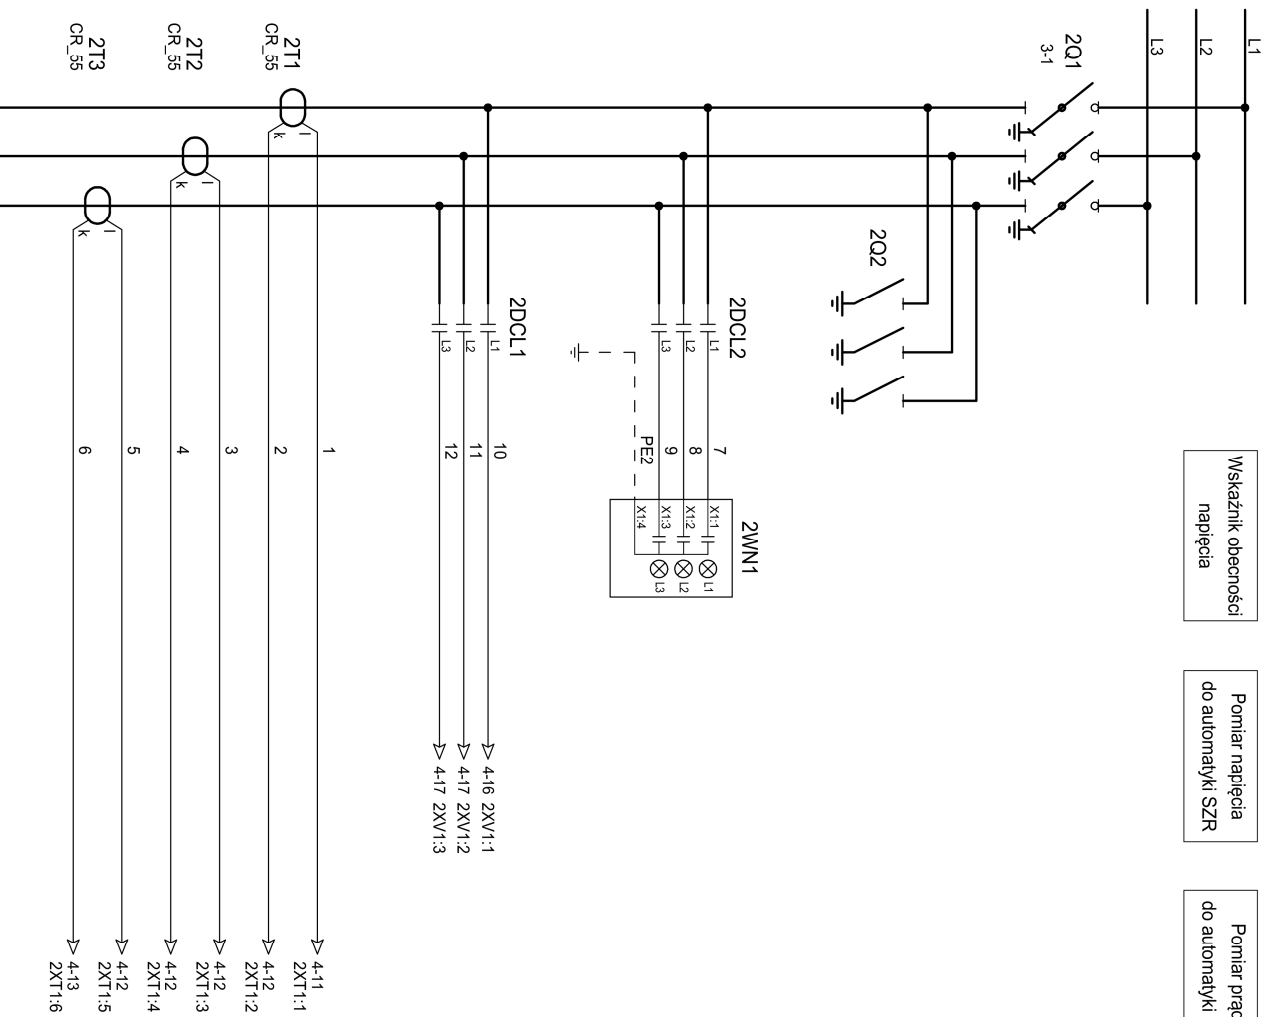 L1
L2
L3
2Q1
3-1
2Q2
2T1
CR_55
2T2
CR_55
2T3
CR_55
2DCL2
L1
L2
L3
7
8
9
PE2
2WN1
X1:1
X1:2
X1:3
X1:4
L1
L2
L3
2DCL1
L1
L2
L3
10
11
12
4-16 2XV1:1
4-17 2XV1:2
4-17 2XV1:3
l
k
l
k
l
k
1
2
3
4
5
6
4-11
2XT1:1
4-12
2XT1:2
4-12
2XT1:3
4-12
2XT1:4
4-12
2XT1:5
4-13
2XT1:6
Wskaźnik obecności
napięcia
Pomiar napięcia
do automatyki SZR
Pomiar
do automatyki